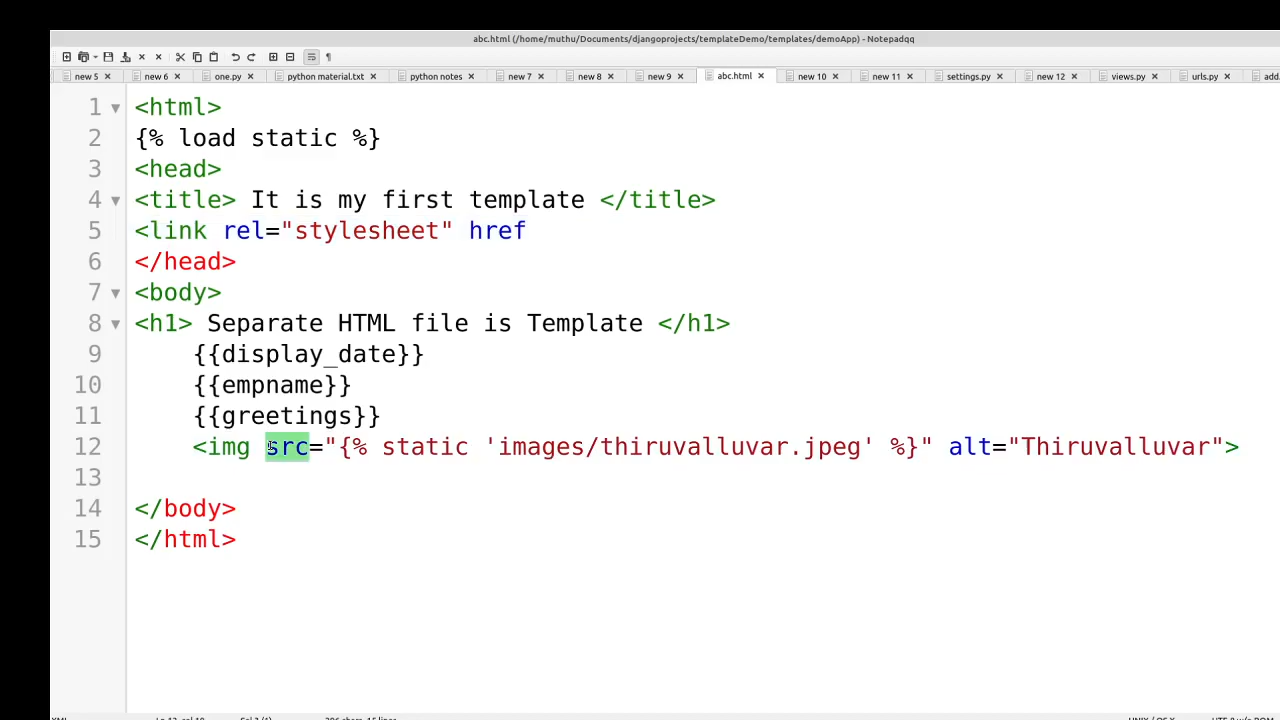 abc.html (/home/muthu/Documents/djangoprojects/templateDemo/templates/demoApp) - Notepadqq
new 5 new 6 one.py python material.txt python notes new 7 new 8 new 9 abc.html new 10 new 11 settings.py new 12 views.py urls.py add.
1 <html>
2 {% load static %}
3 <head>
4 <title> It is my first template </title>
5 <link rel="stylesheet" href
6 </head>
7 <body>
8 <h1> Separate HTML file is Template </h1>
9 {{display_date}}
10 {{empname}}
11 {{greetings}}
12 <img src="{% static 'images/thiruvalluvar.jpeg' %}" alt="Thiruvalluvar">
13
14 </body>
15 </html>